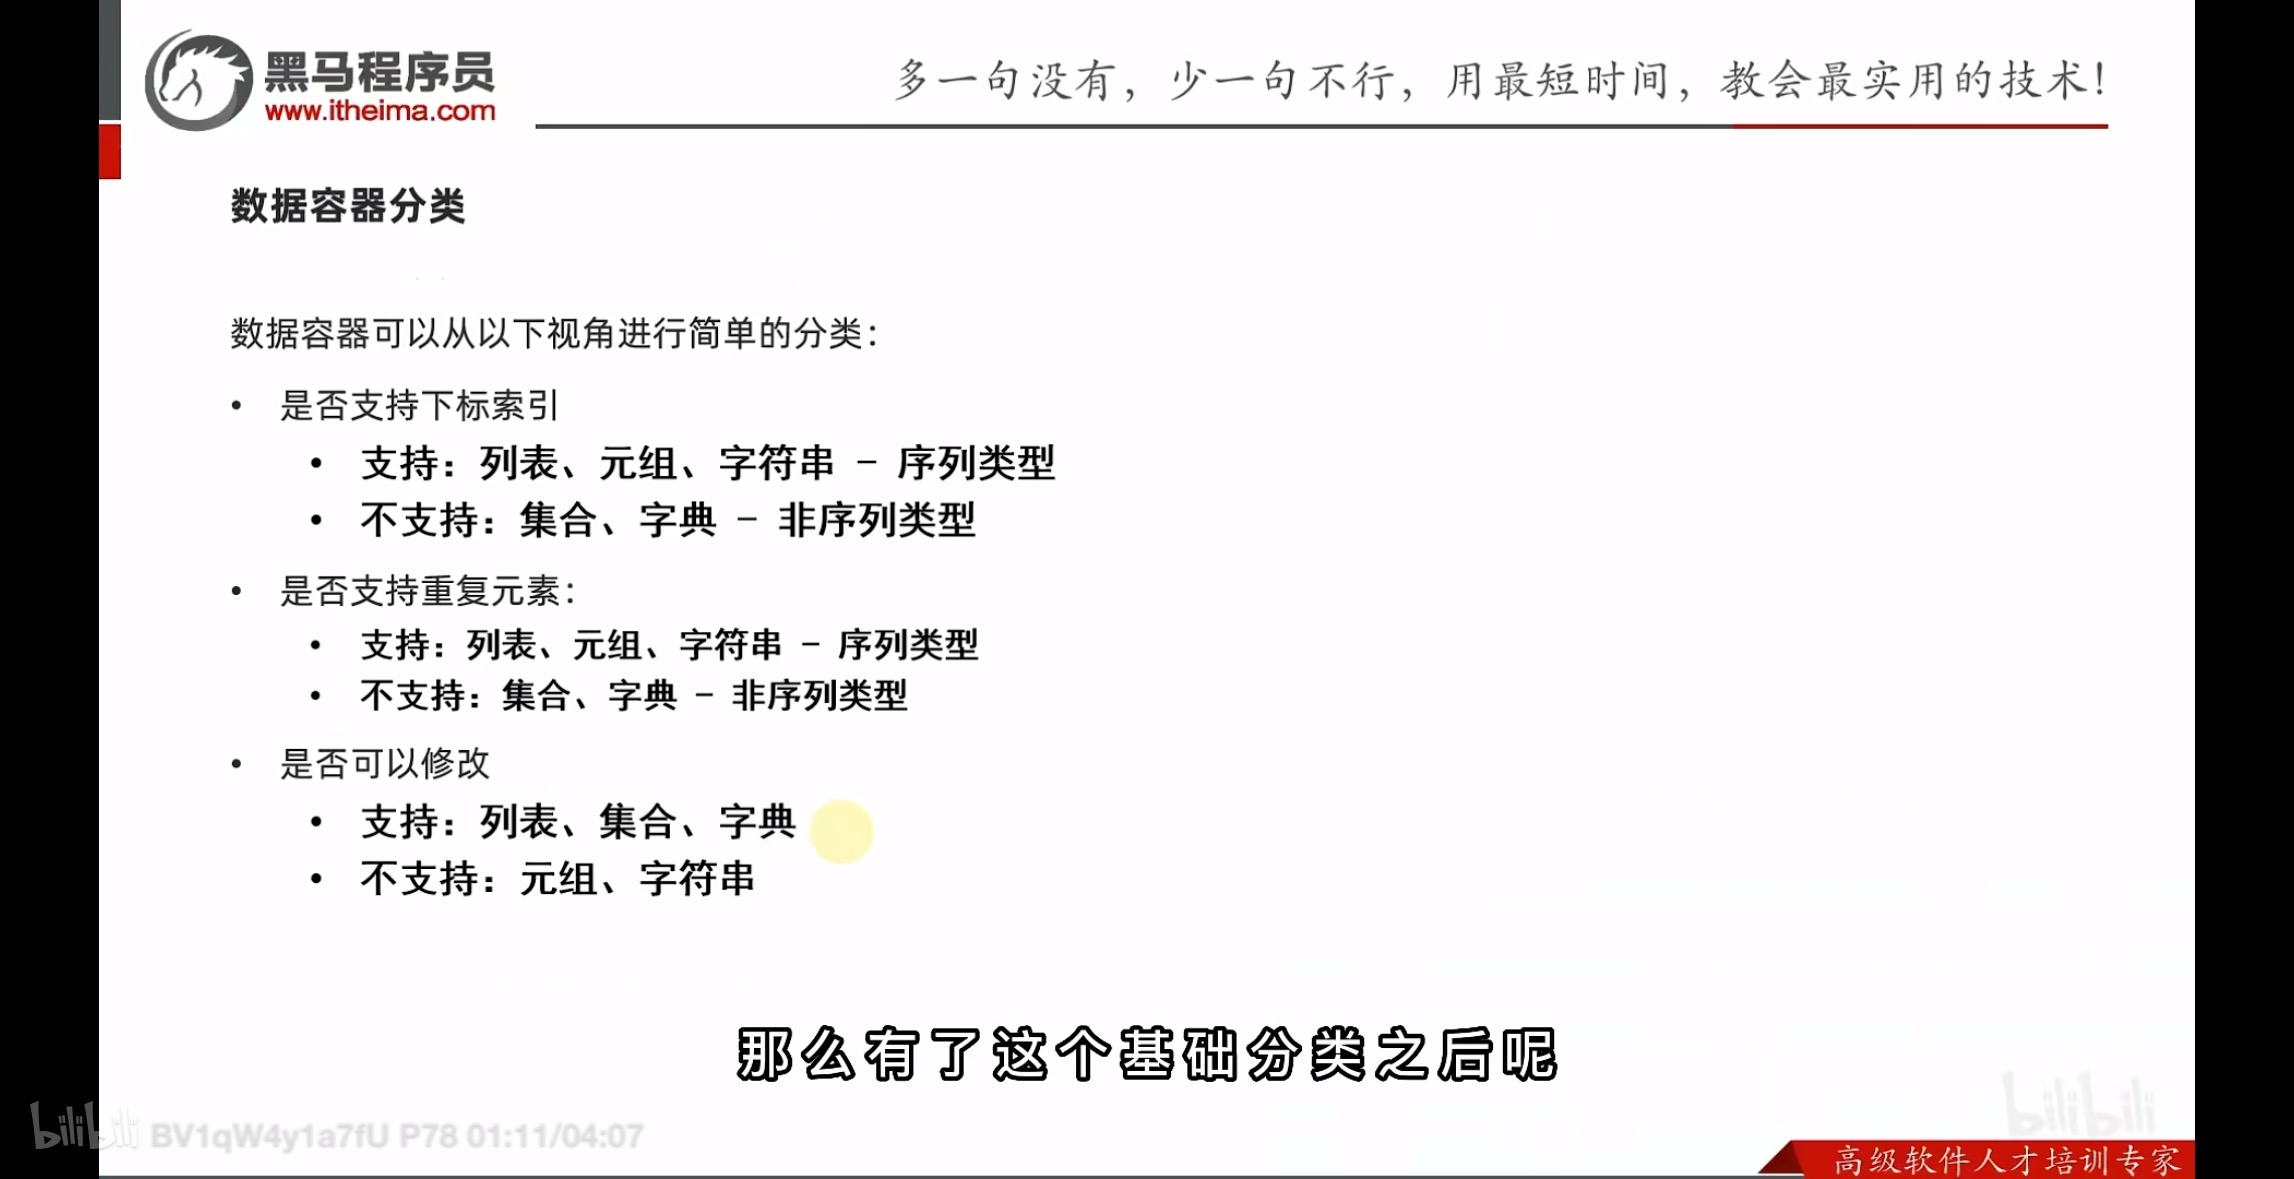 黑马程序员
www.itheima.com
多一句没有，少一句不行，用最短时间，教会最实用的技术！
数据容器分类
数据容器可以从以下视角进行简单的分类：
• 是否支持下标索引
• 支持：列表、元组、字符串 - 序列类型
• 不支持：集合、字典 - 非序列类型
• 是否支持重复元素：
• 支持：列表、元组、字符串 - 序列类型
• 不支持：集合、字典 - 非序列类型
• 是否可以修改
• 支持：列表、集合、字典
• 不支持：元组、字符串
那么有了这个基础分类之后呢
bilibili
bilibili BV1qW4y1a7fU P78 01:11/04:07
高级软件人才培训专家